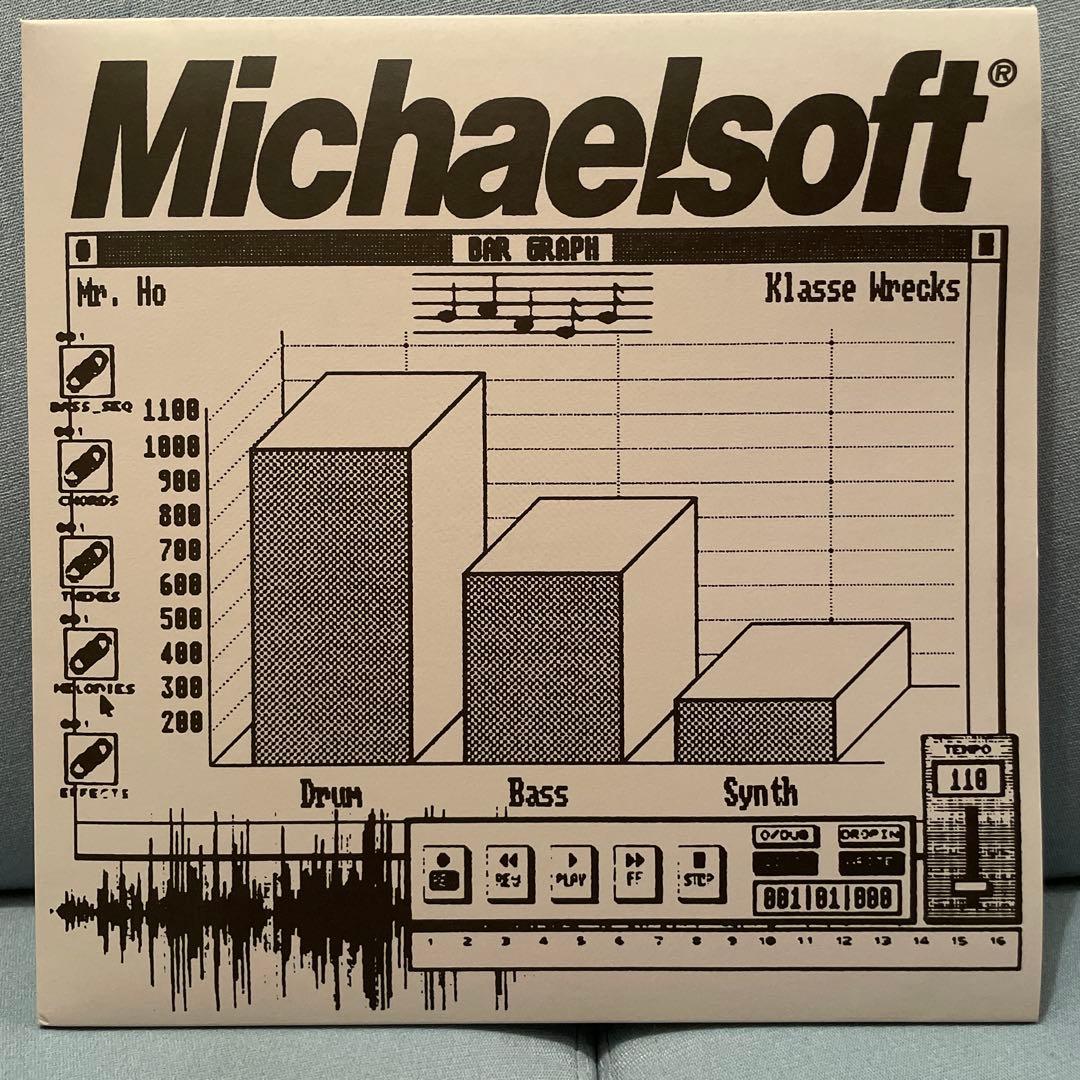 Michaelsoft®
BAR GRAPH
Mr. Ho
Klasse Wrecks
BASS_SEQ
CHORDS
THEMES
MELODIES
EFFECTS
1100
1000
900
800
700
600
500
400
300
200
Drum
Bass
Synth
TEMPO
110
REW
PLAY
FF
STOP
O/DUB
DROP IN
001|01|000
1 2 3 4 5 6 7 8 9 10 11 12 13 14 15 16